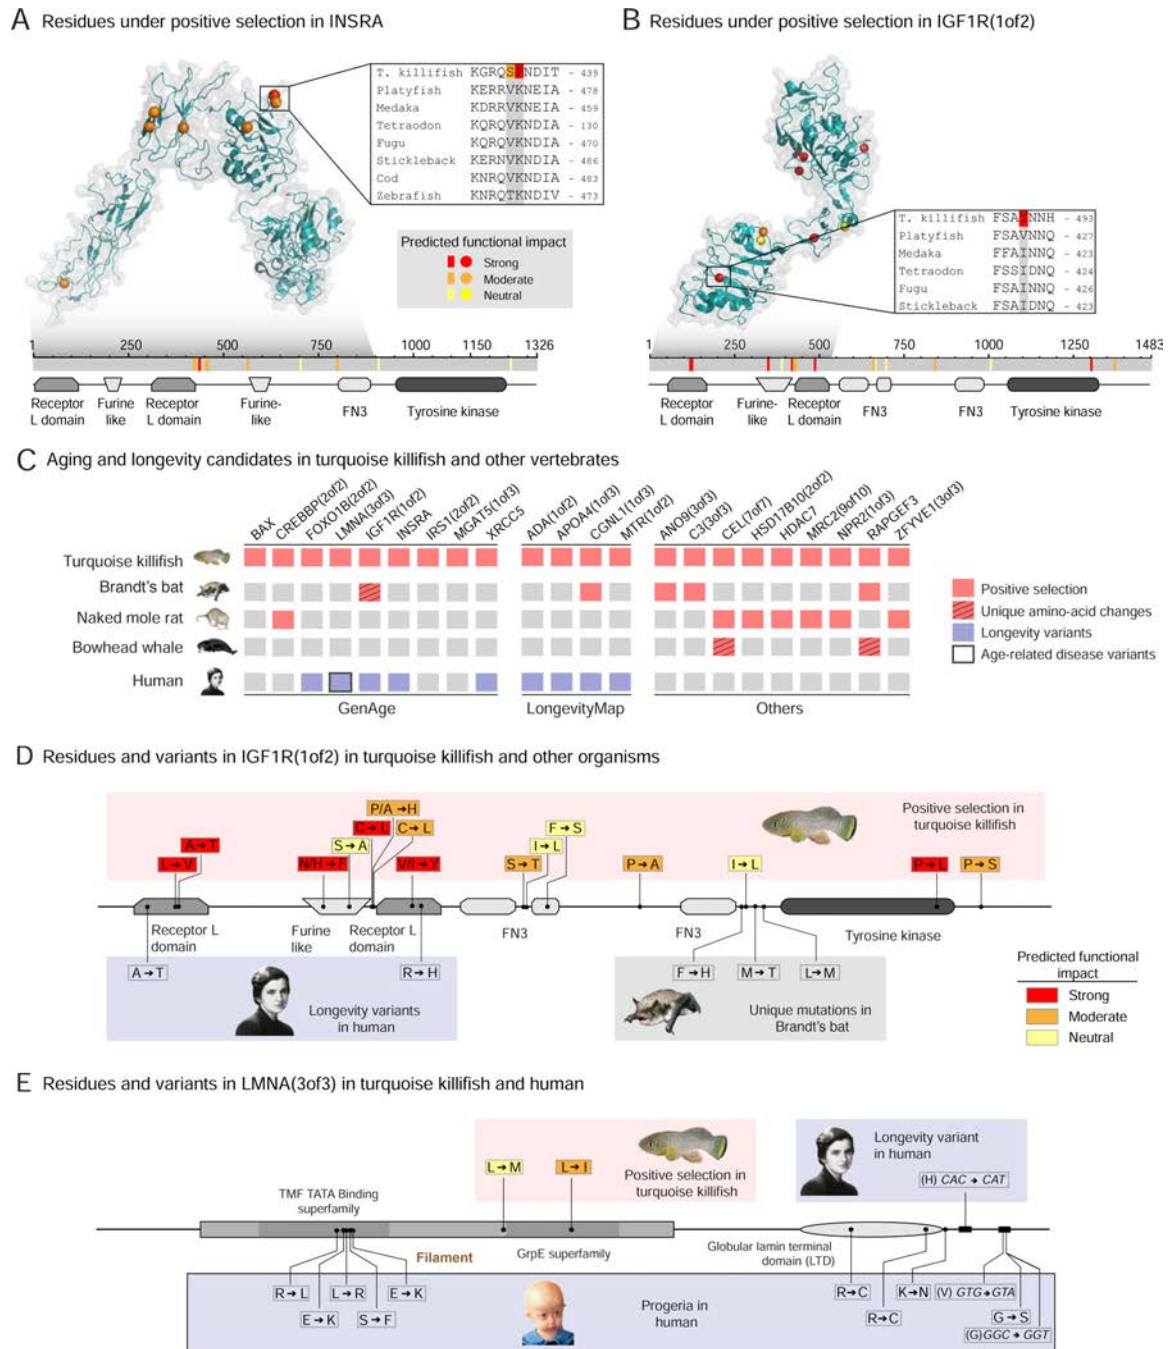 A Residues under positive selection in INSRA
T. killifish KGRQSPNDIT - 439
Platyfish KERRVKNEIA - 478
Medaka KDRRVKNEIA - 459
Tetraodon KQRQVKNDIA - 130
Fugu KQRQVKNDIA - 470
Stickleback KERNVKNDIA - 486
Cod KNRQVKNDIA - 483
Zebrafish KNRQTKNDIV - 473
Predicted functional impact
Strong
Moderate
Neutral
1 250 500 750 1000 1150 1326
Receptor L domain
Furine like
Receptor L domain
Furine-like
FN3
Tyrosine kinase
B Residues under positive selection in IGF1R(1of2)
T. killifish FSAYNNH - 493
Platyfish FSAVNNQ - 427
Medaka FFAINNQ - 423
Tetraodon FSSIDNQ - 424
Fugu FSAINNQ - 426
Stickleback FSAIDNQ - 423
1 250 500 750 1000 1250 1483
Receptor L domain
Furine-like
Receptor L domain
FN3
FN3
Tyrosine kinase
C Aging and longevity candidates in turquoise killifish and other vertebrates
BAX
CREBBP(2of2)
FOXO1B(2of2)
LMNA(3of3)
IGF1R(1of2)
INSRA
IRS1(2of2)
MGAT5(1of3)
XRCC5
ADA(1of2)
APOA4(1of3)
CGNL1(1of3)
MTR(1of2)
ANO9(3of3)
C3(3of3)
CEL(7of7)
HSD17B10(2of2)
HDAC7
MRC2(9of10)
NPR2(1of3)
RAPGEF3
ZFYVE1(3of3)
Turquoise killifish
Brandt's bat
Naked mole rat
Bowhead whale
Human
GenAge
LongevityMap
Others
Positive selection
Unique amino-acid changes
Longevity variants
Age-related disease variants
D Residues and variants in IGF1R(1of2) in turquoise killifish and other organisms
P/A→H
C→L C→L
F→S
A→T
S→A
I→L
L→V
N/H→F
V/I→Y
S→T
P→A
I→L
P→L
P→S
Positive selection in
turquoise killifish
Receptor L
domain
Furine
like
Receptor L
domain
FN3
FN3
Tyrosine kinase
A→T
R→H
Longevity variants
in human
F→H
M→T
L→M
Unique mutations in
Brandt's bat
Predicted functional
impact
Strong
Moderate
Neutral
E Residues and variants in LMNA(3of3) in turquoise killifish and human
L→M
L→I
Positive selection in
turquoise killifish
Longevity variant
in human
(H) CAC → CAT
TMF TATA Binding
superfamily
Filament
GrpE superfamily
Globular lamin terminal
domain (LTD)
R→L
L→R
E→K
E→K
S→F
Progeria in
human
R→C
K→N
(V) GTG→GTA
R→C
G→S
(G)GGC → GGT